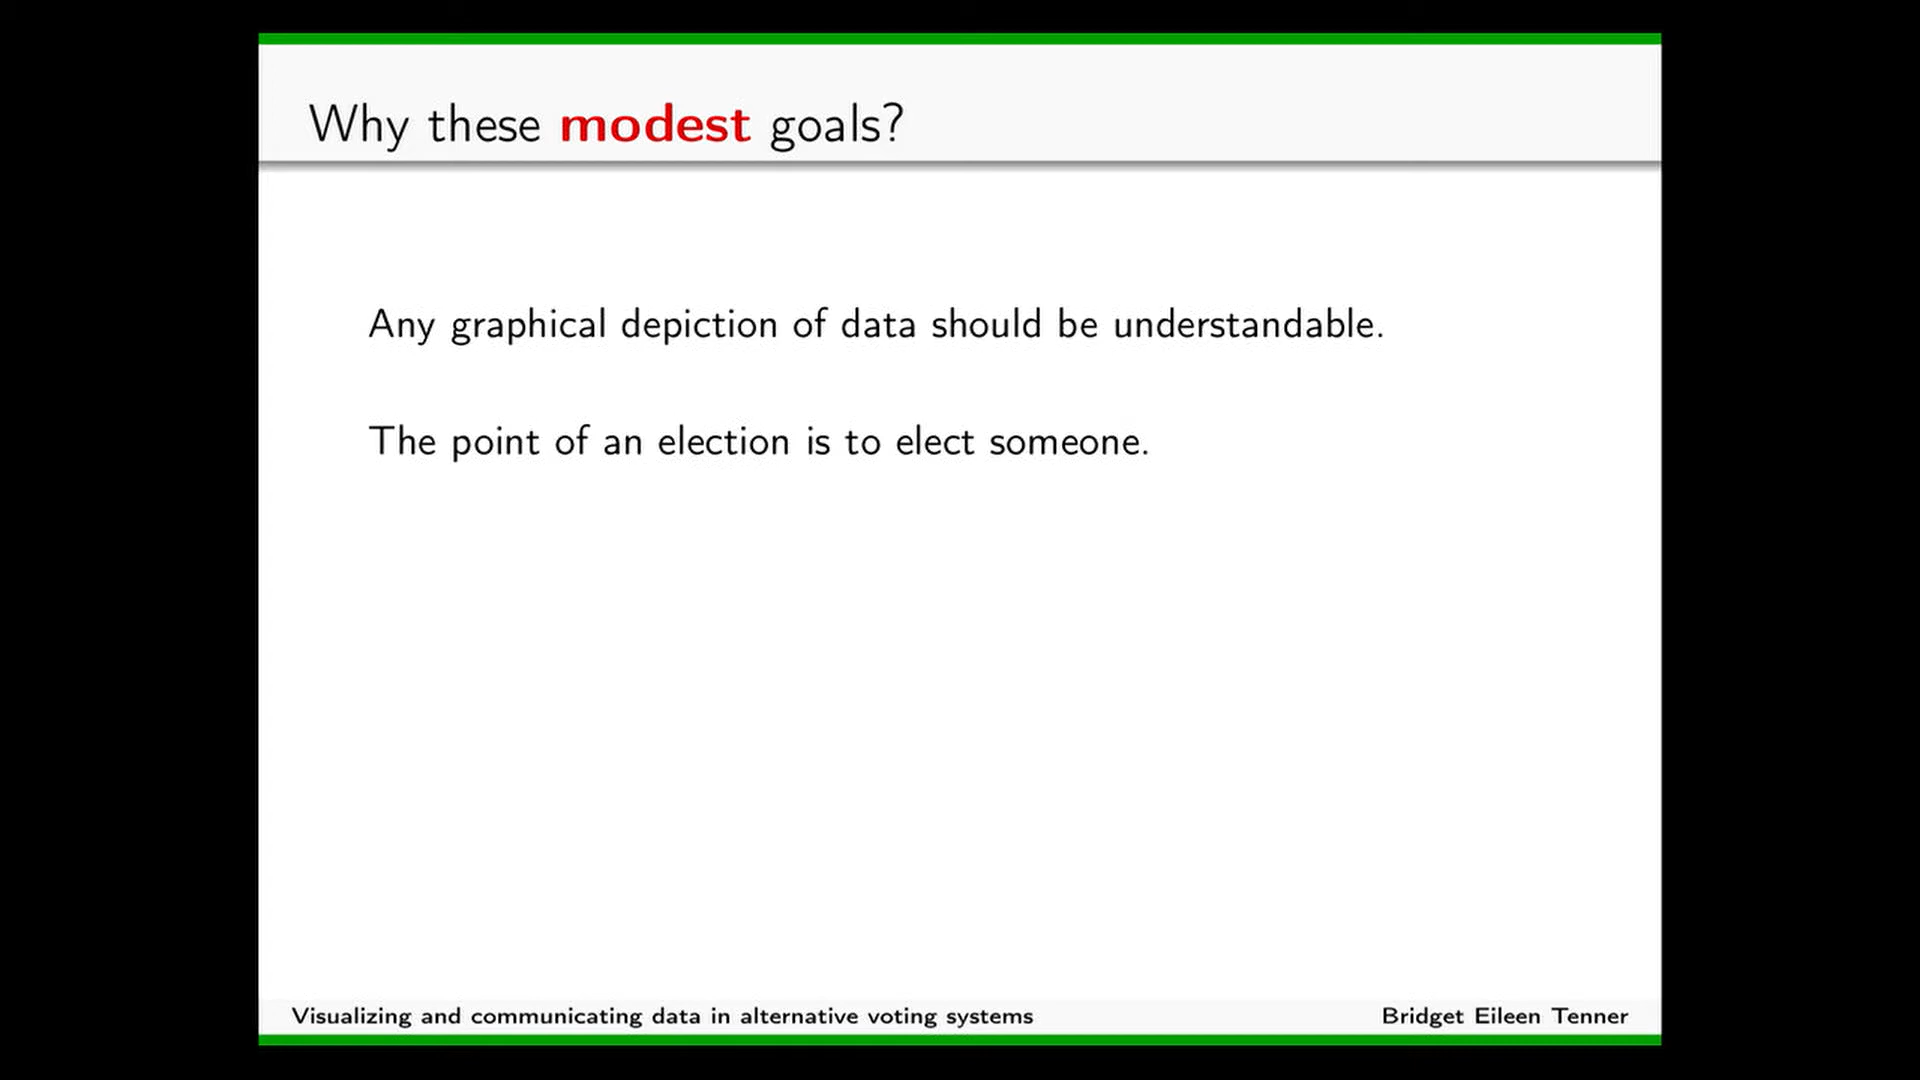 Why these modest goals?
Any graphical depiction of data should be understandable.
The point of an election is to elect someone.
Visualizing and communicating data in alternative voting systems
Bridget Eileen Tenner